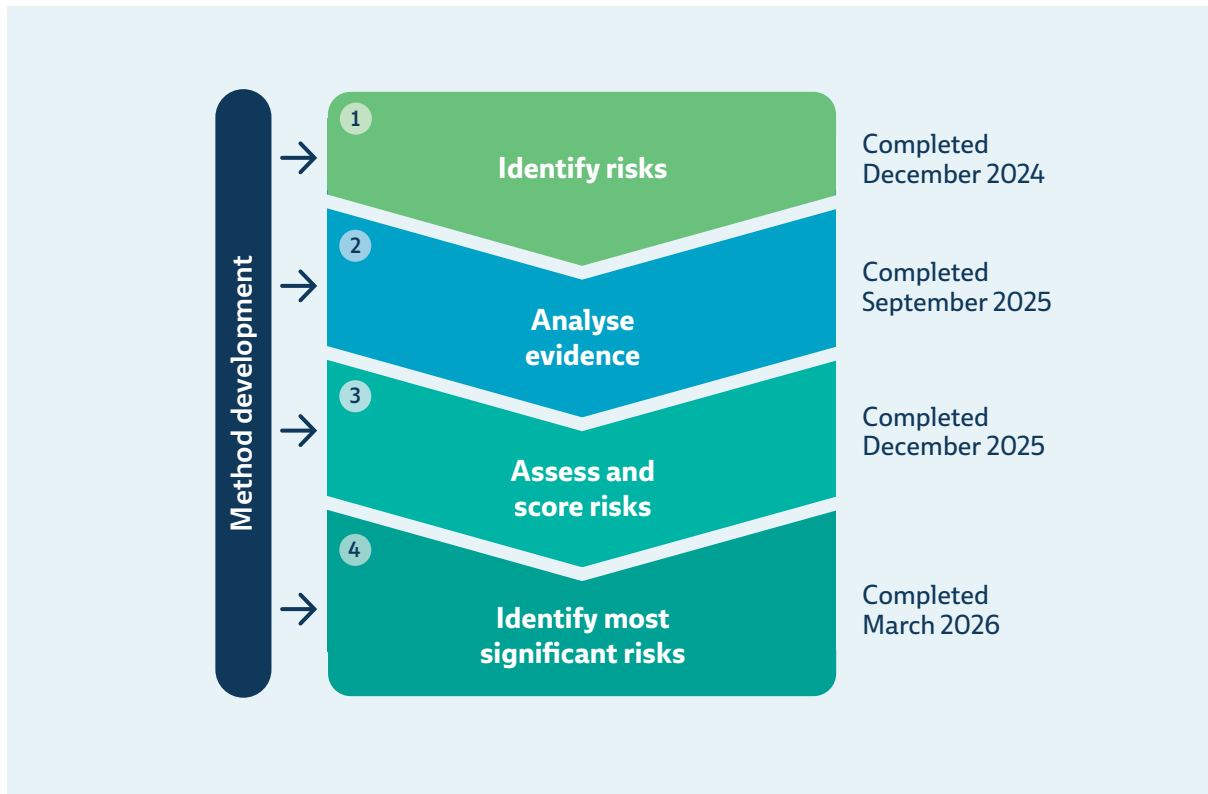 Method development
1
Identify risks
Completed
December 2024
2
Analyse
evidence
Completed
September 2025
3
Assess and
score risks
Completed
December 2025
4
Identify most
significant risks
Completed
March 2026